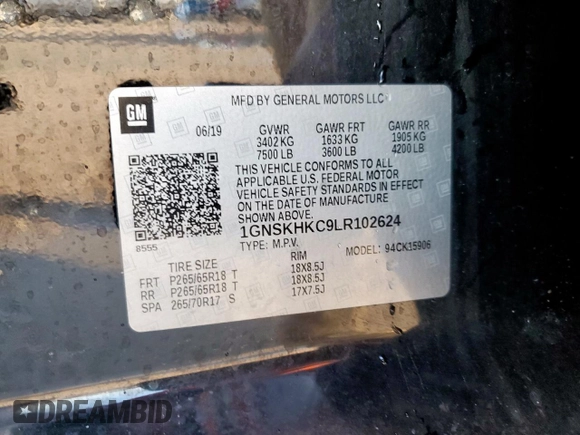 GM
MFD BY GENERAL MOTORS LLC
06/19 GVWR GAWR FRT GAWR RR
3402 KG 1633 KG 1905 KG
7500 LB 3600 LB 4200 LB
THIS VEHICLE CONFORMS TO ALL
APPLICABLE U.S. FEDERAL MOTOR
VEHICLE SAFETY STANDARDS IN EFFECT
ON THE DATE OF MANUFACTURE
SHOWN ABOVE.
1GNSKHKC9LR102624
8555 TYPE: M.P.V. MODEL: 94CK15906
TIRE SIZE RIM
FRT P265/65R18 T 18X8.5J
RR P265/65R18 T 18X8.5J
SPA 265/70R17 S 17X7.5J
DREAMBID